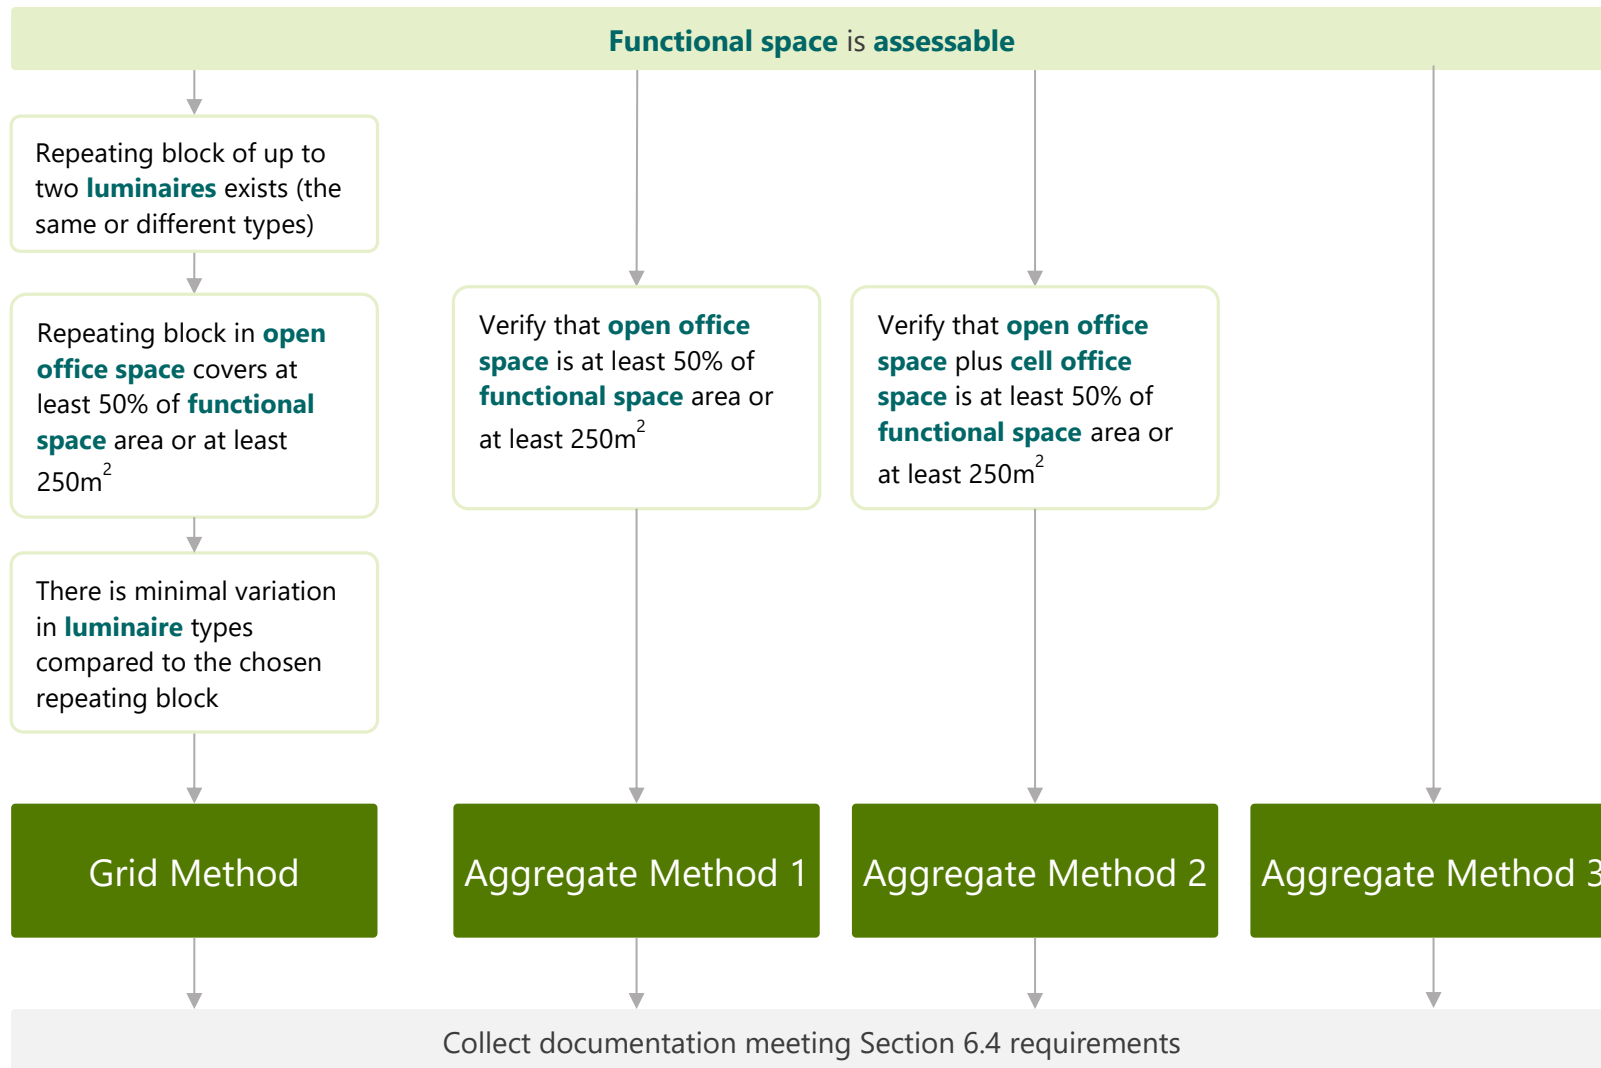 Functional space is assessable
Repeating block of up to
two luminaires exists (the
same or different types)
Repeating block in open
office space covers at
least 50% of functional
space area or at least
250m²
There is minimal variation
in luminaire types
compared to the chosen
repeating block
Verify that open office
space is at least 50% of
functional space area or
at least 250m²
Verify that open office
space plus cell office
space is at least 50% of
functional space area or
at least 250m²
Grid Method
Aggregate Method 1
Aggregate Method 2
Aggregate Method 3
Collect documentation meeting Section 6.4 requirements